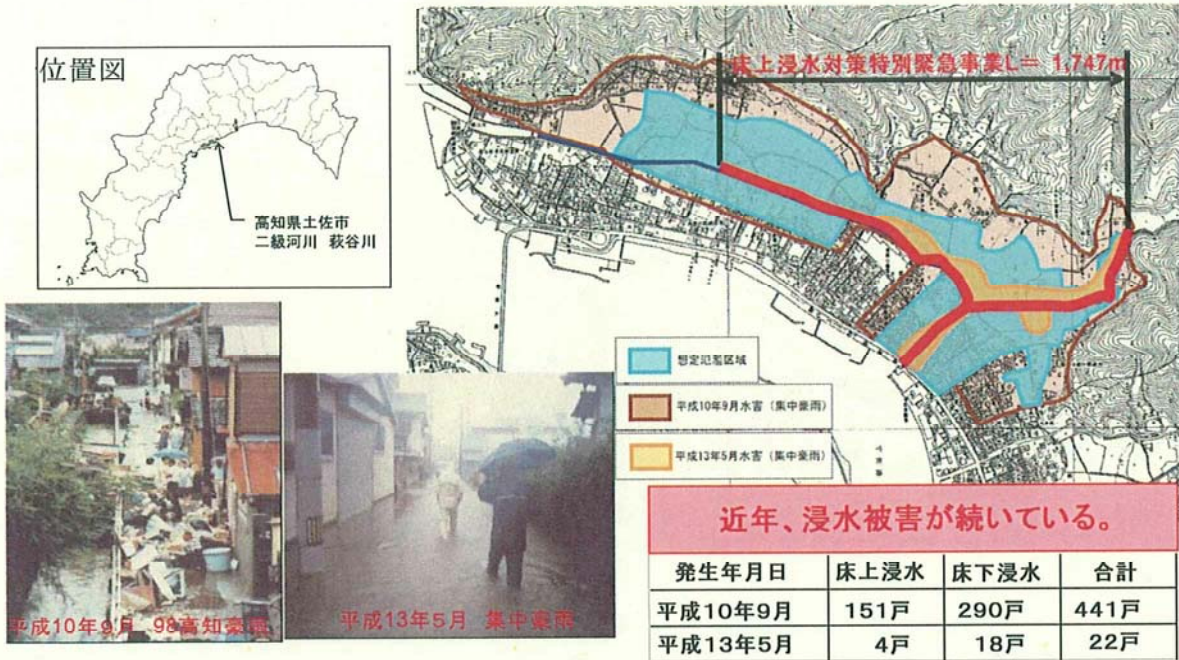 位置図
高知県土佐市
二級河川 萩谷川
床上浸水対策特別緊急事業L= 1,747m
想定氾濫区域
平成10年9月水害（集中豪雨）
平成13年5月水害（集中豪雨）
平成10年9月 98高知豪雨
平成13年5月 集中豪雨
近年、浸水被害が続いている。
発生年月日 床上浸水 床下浸水 合計
平成10年9月 151戸 290戸 441戸
平成13年5月 4戸 18戸 22戸